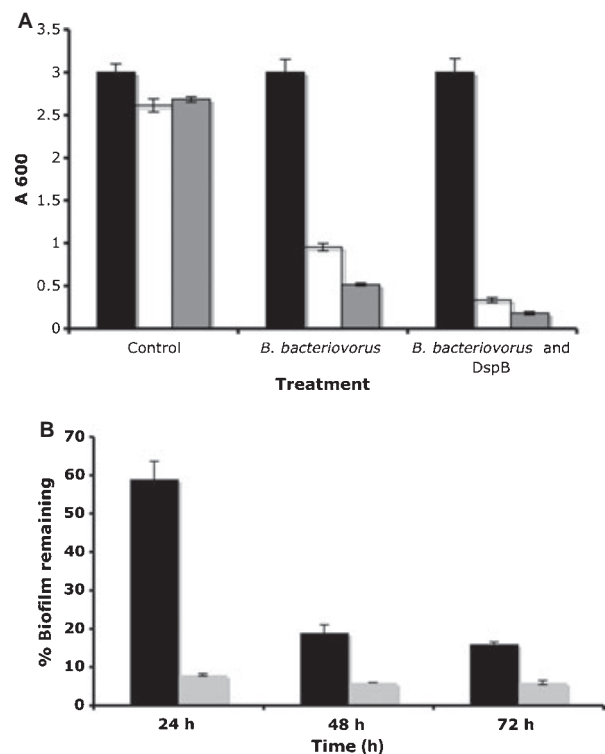 A
3.5
3
2.5
2
1.5
1
0.5
0
A 600
Control
B. bacteriovorus
B. bacteriovorus and
DspB
Treatment
B
70
60
50
40
30
20
10
0
% Biofilm remaining
24 h
48 h
72 h
Time (h)